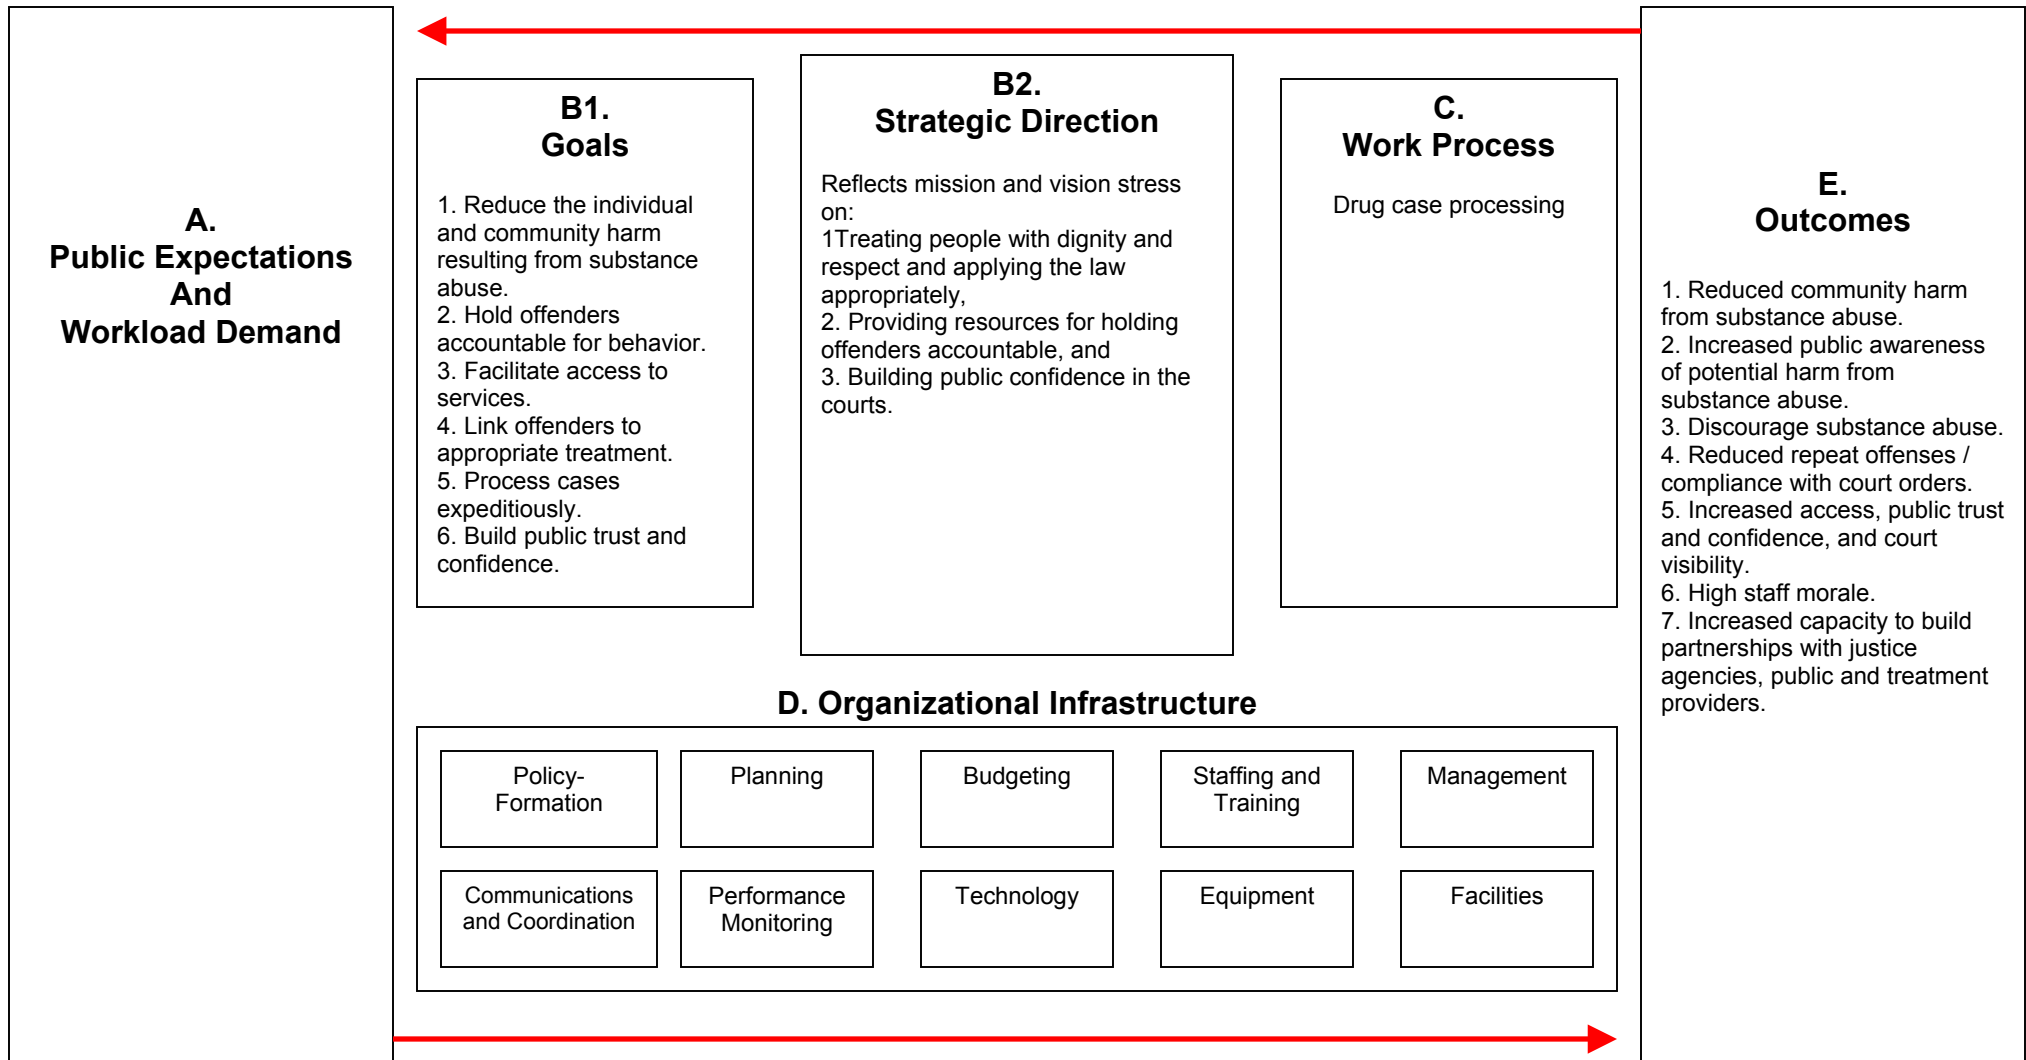 A.
Public Expectations
And
Workload Demand
B1.
Goals
1. Reduce the individual
and community harm
resulting from substance
abuse.
2. Hold offenders
accountable for behavior.
3. Facilitate access to
services.
4. Link offenders to
appropriate treatment.
5. Process cases
expeditiously.
6. Build public trust and
confidence.
B2.
Strategic Direction
Reflects mission and vision stress
on:
1Treating people with dignity and
respect and applying the law
appropriately,
2. Providing resources for holding
offenders accountable, and
3. Building public confidence in the
courts.
C.
Work Process
Drug case processing
D. Organizational Infrastructure
Policy-
Formation
Planning
Budgeting
Staffing and
Training
Management
Communications
and Coordination
Performance
Monitoring
Technology
Equipment
Facilities
E.
Outcomes
1. Reduced community harm
from substance abuse.
2. Increased public awareness
of potential harm from
substance abuse.
3. Discourage substance abuse.
4. Reduced repeat offenses /
compliance with court orders.
5. Increased access, public trust
and confidence, and court
visibility.
6. High staff morale.
7. Increased capacity to build
partnerships with justice
agencies, public and treatment
providers.